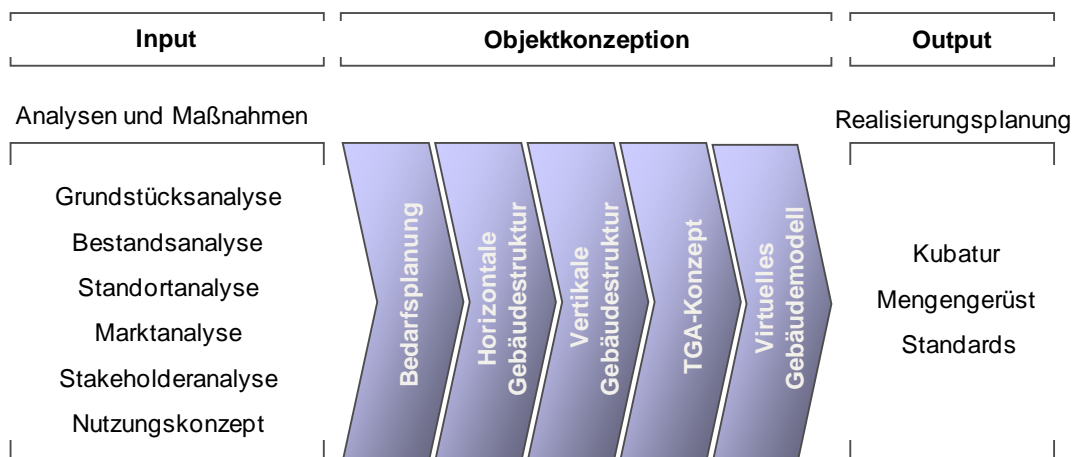 Input
Objektkonzeption
Output
Analysen und Maßnahmen
Realisierungsplanung
Grundstücksanalyse
Bestandsanalyse
Standortanalyse
Marktanalyse
Stakeholderanalyse
Nutzungskonzept
Bedarfsplanung
Horizontale
Gebäudestruktur
Vertikale
Gebäudestruktur
TGA-Konzept
Virtuelles
Gebäudemodell
Kubatur
Mengengerüst
Standards